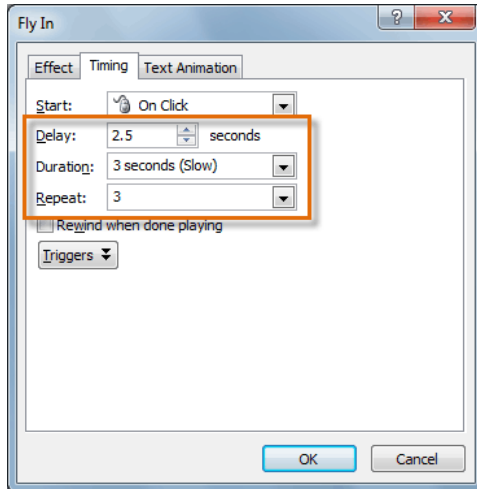 Fly In
Effect Timing Text Animation
Start: On Click
Delay: 2.5 seconds
Duration: 3 seconds (Slow)
Repeat: 3
Rewind when done playing
Triggers
OK Cancel